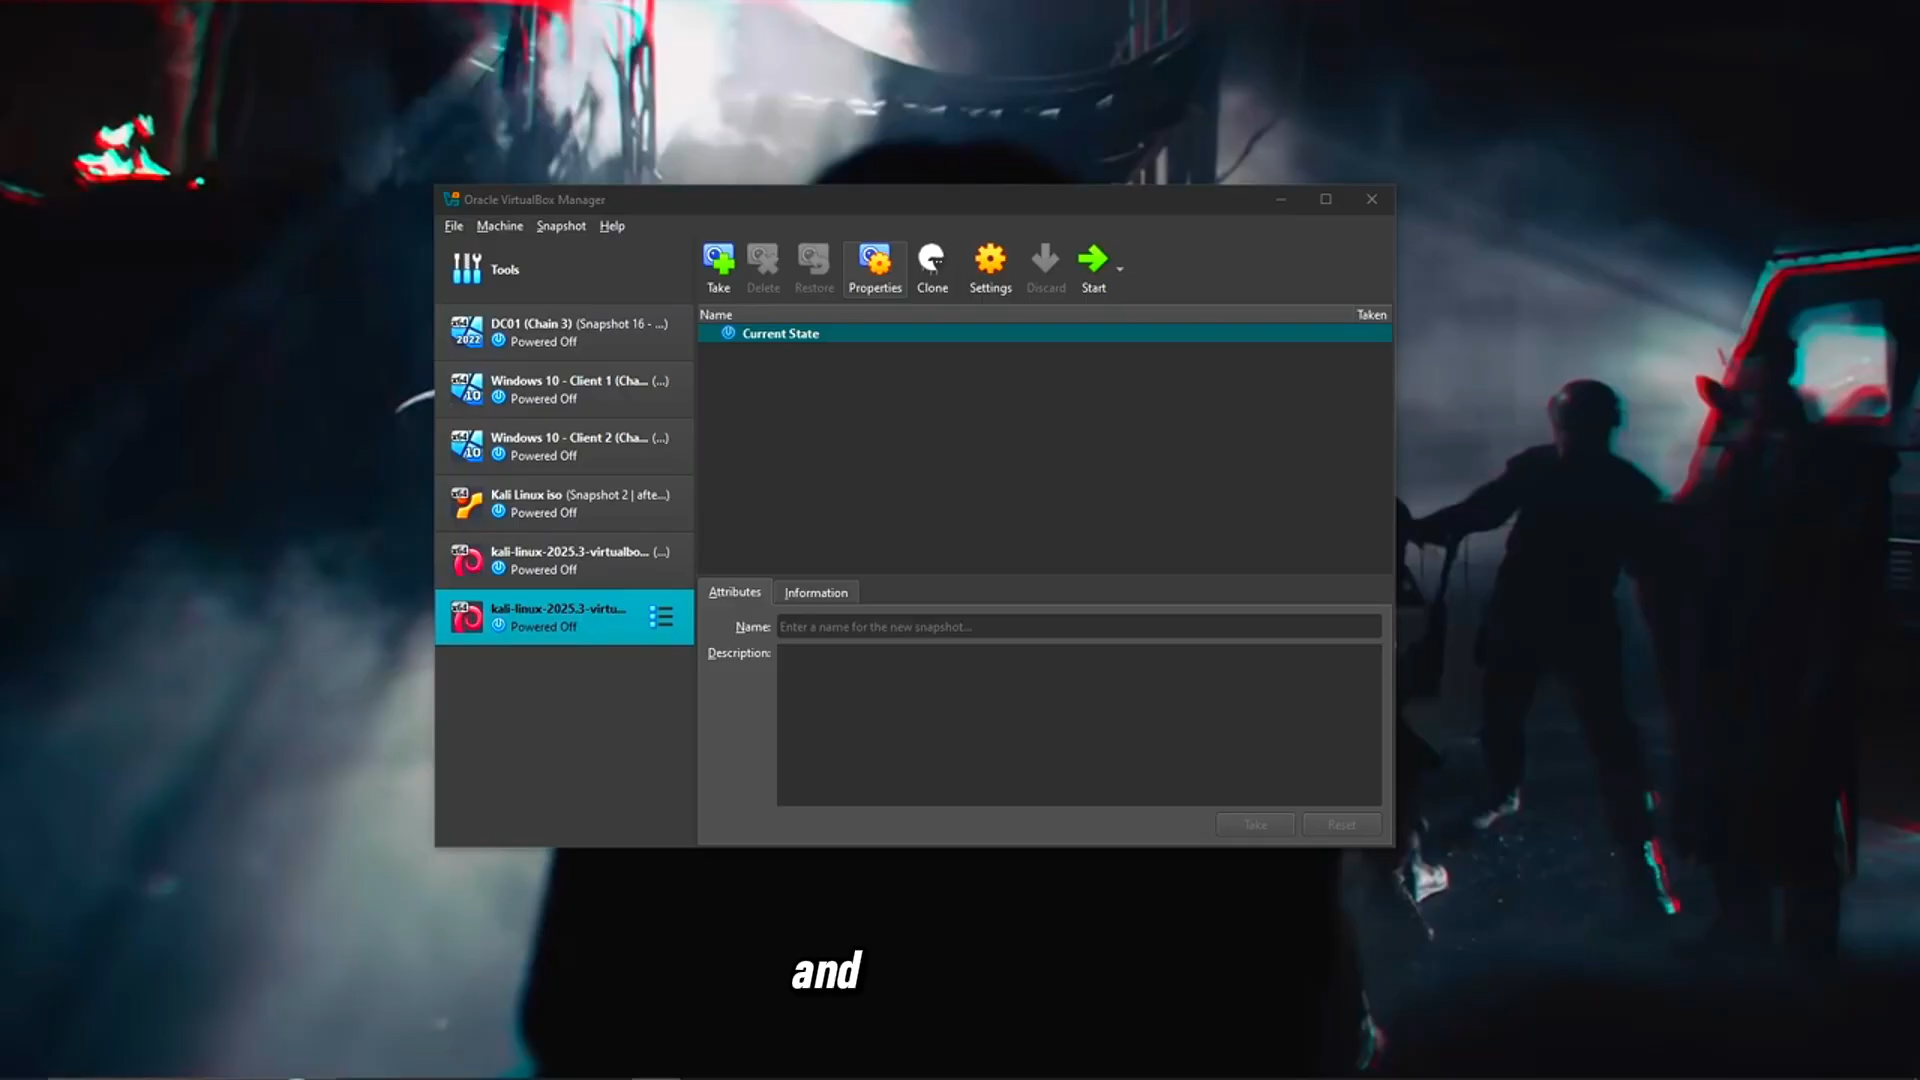 Oracle VirtualBox Manager
File Machine Snapshot Help
Tools
Take Delete Restore Properties Clone Settings Discard Start
Name Taken
Current State
DC01 (Chain 3) (Snapshot 16 - ...)
Powered Off
Windows 10 - Client 1 (Cha... (...)
Powered Off
Windows 10 - Client 2 (Cha... (...)
Powered Off
Kali Linux iso (Snapshot 2 | afte...)
Powered Off
kali-linux-2025.3-virtualbo... (...)
Powered Off
kali-linux-2025.3-virtu...
Powered Off
Attributes Information
Name: Enter a name for the new snapshot...
Description:
Take Reset
and